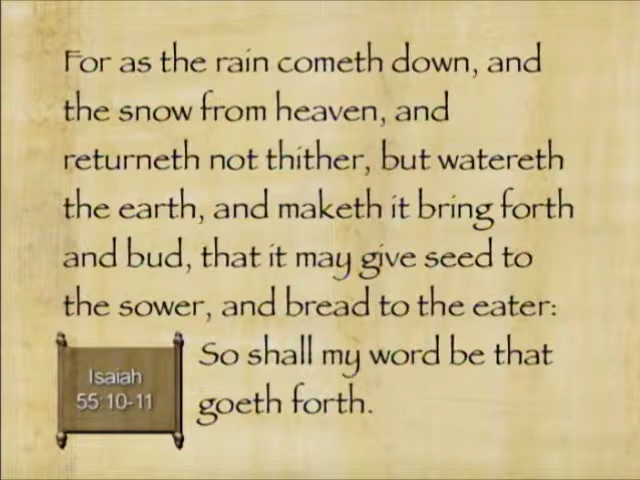 For as the rain cometh down, and
the snow from heaven, and
returneth not thither, but watereth
the earth, and maketh it bring forth
and bud, that it may give seed to
the sower, and bread to the eater:
So shall my word be that
goeth forth.
Isaiah
55:10-11